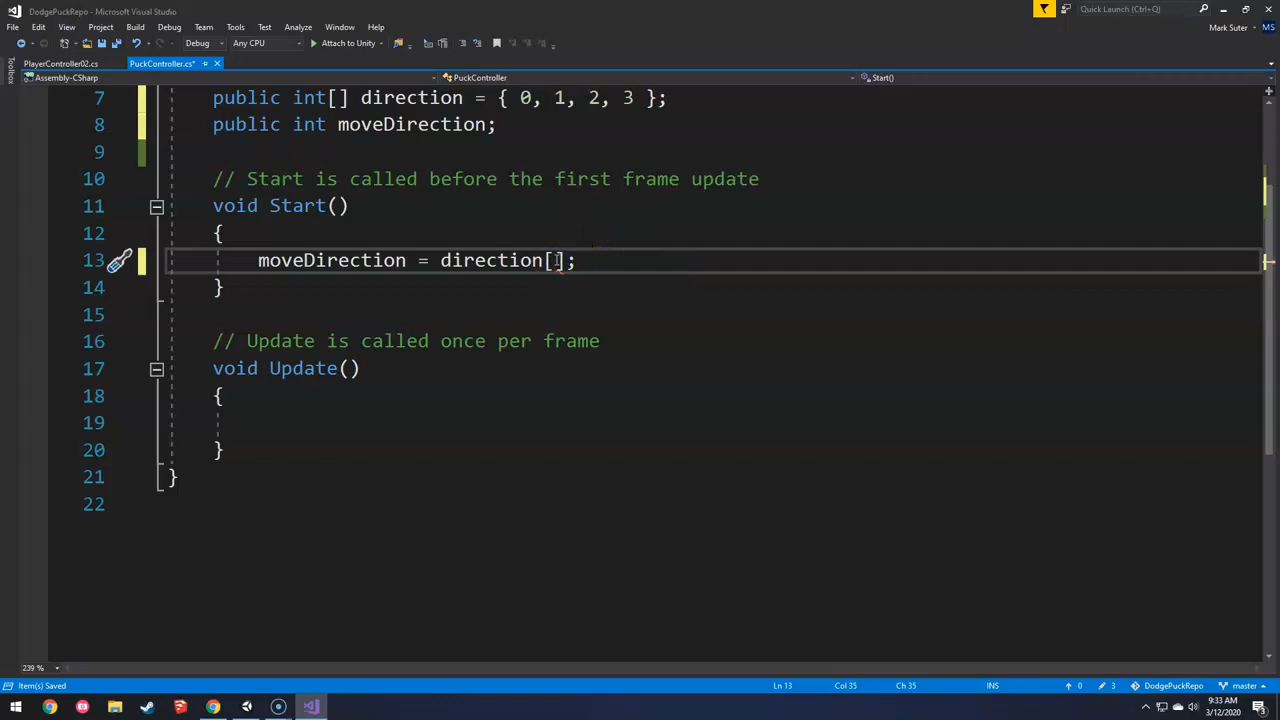 DodgePuckRepo - Microsoft Visual Studio
Quick Launch (Ctrl+Q)
File Edit View Project Build Debug Team Tools Test Analyze Window Help
Mark Suter MS
Debug Any CPU Attach to Unity
Toolbox
PlayerController02.cs PuckController.cs*
Assembly-CSharp PuckController Start()
7 public int[] direction = { 0, 1, 2, 3 };
8 public int moveDirection;
9
10 // Start is called before the first frame update
11 void Start()
12 {
13 moveDirection = direction[];
14 }
15
16 // Update is called once per frame
17 void Update()
18 {
19
20 }
21 }
22
239 %
Item(s) Saved Ln 13 Col 35 Ch 35 INS 0 3 DodgePuckRepo master
9:33 AM
3/12/2020
3